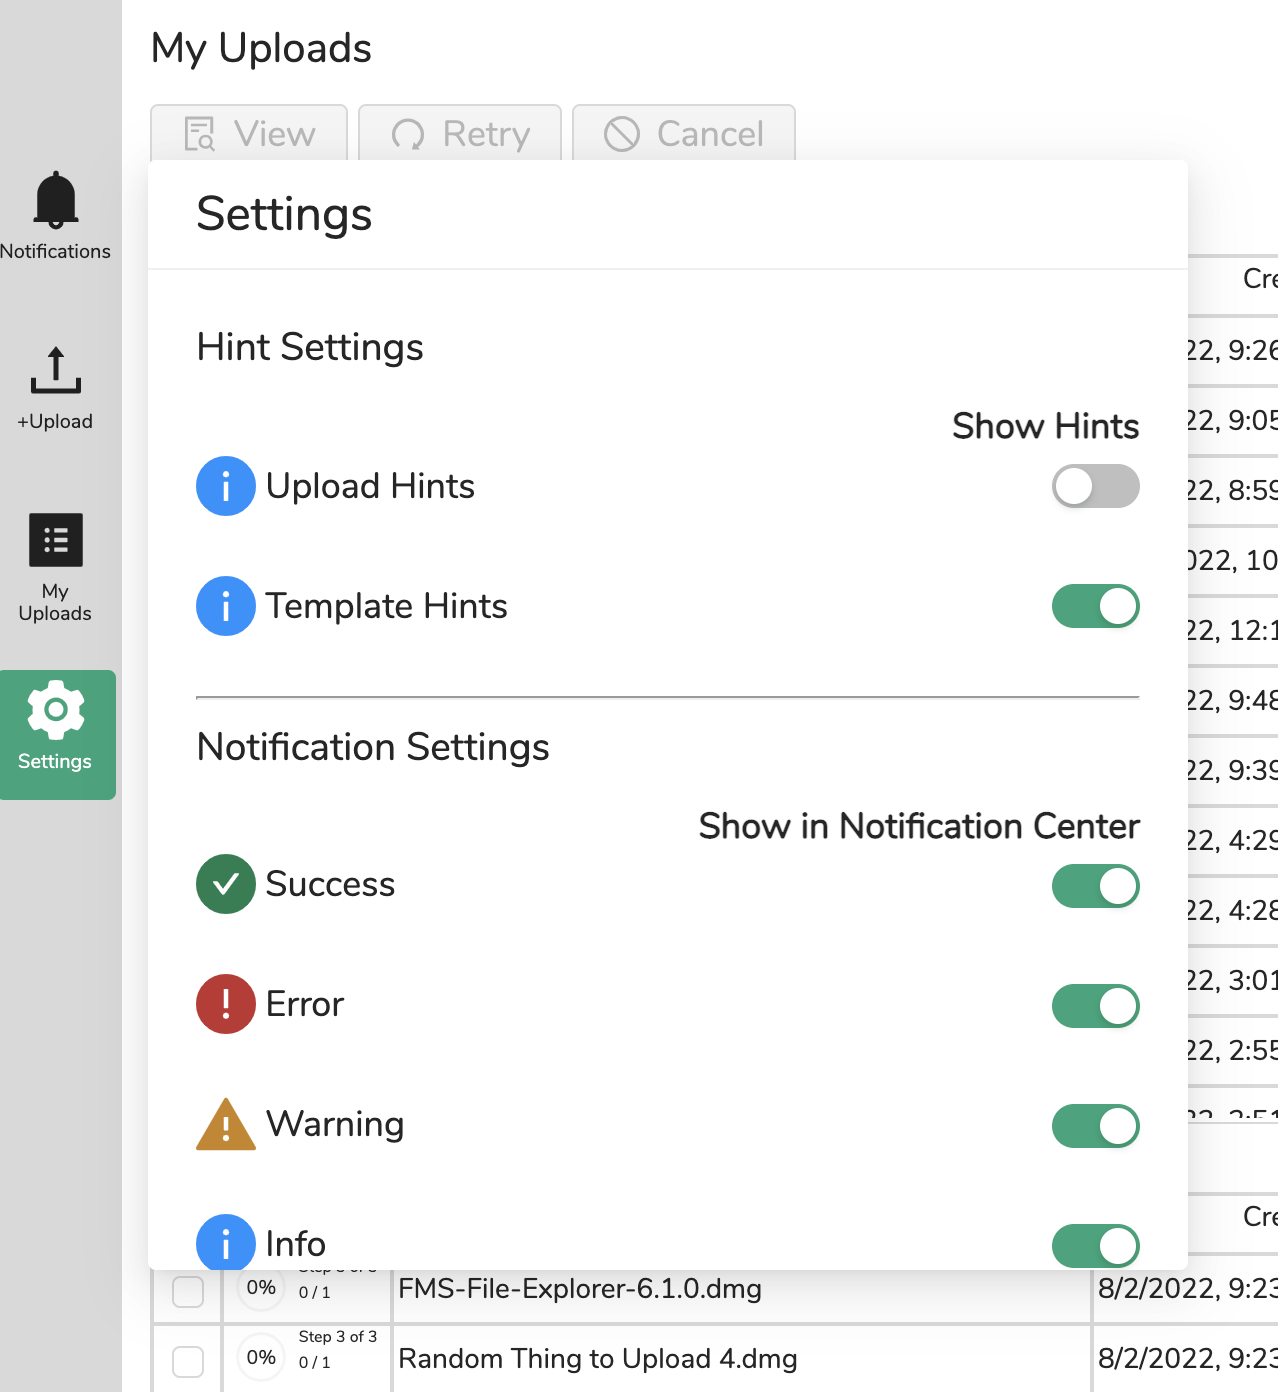 My Uploads
View
Retry
Cancel
Notifications
+Upload
My
Uploads
Settings
Settings
Hint Settings
Show Hints
Upload Hints
Template Hints
Notification Settings
Show in Notification Center
Success
Error
Warning
Info
Cre
22, 9:26
22, 9:05
22, 8:59
022, 10
22, 12:1
22, 9:48
22, 9:39
22, 4:29
22, 4:28
22, 3:01
22, 2:55
Cre
0%
0 / 1
FMS-File-Explorer-6.1.0.dmg
8/2/2022, 9:23
0%
Step 3 of 3
0 / 1
Random Thing to Upload 4.dmg
8/2/2022, 9:23